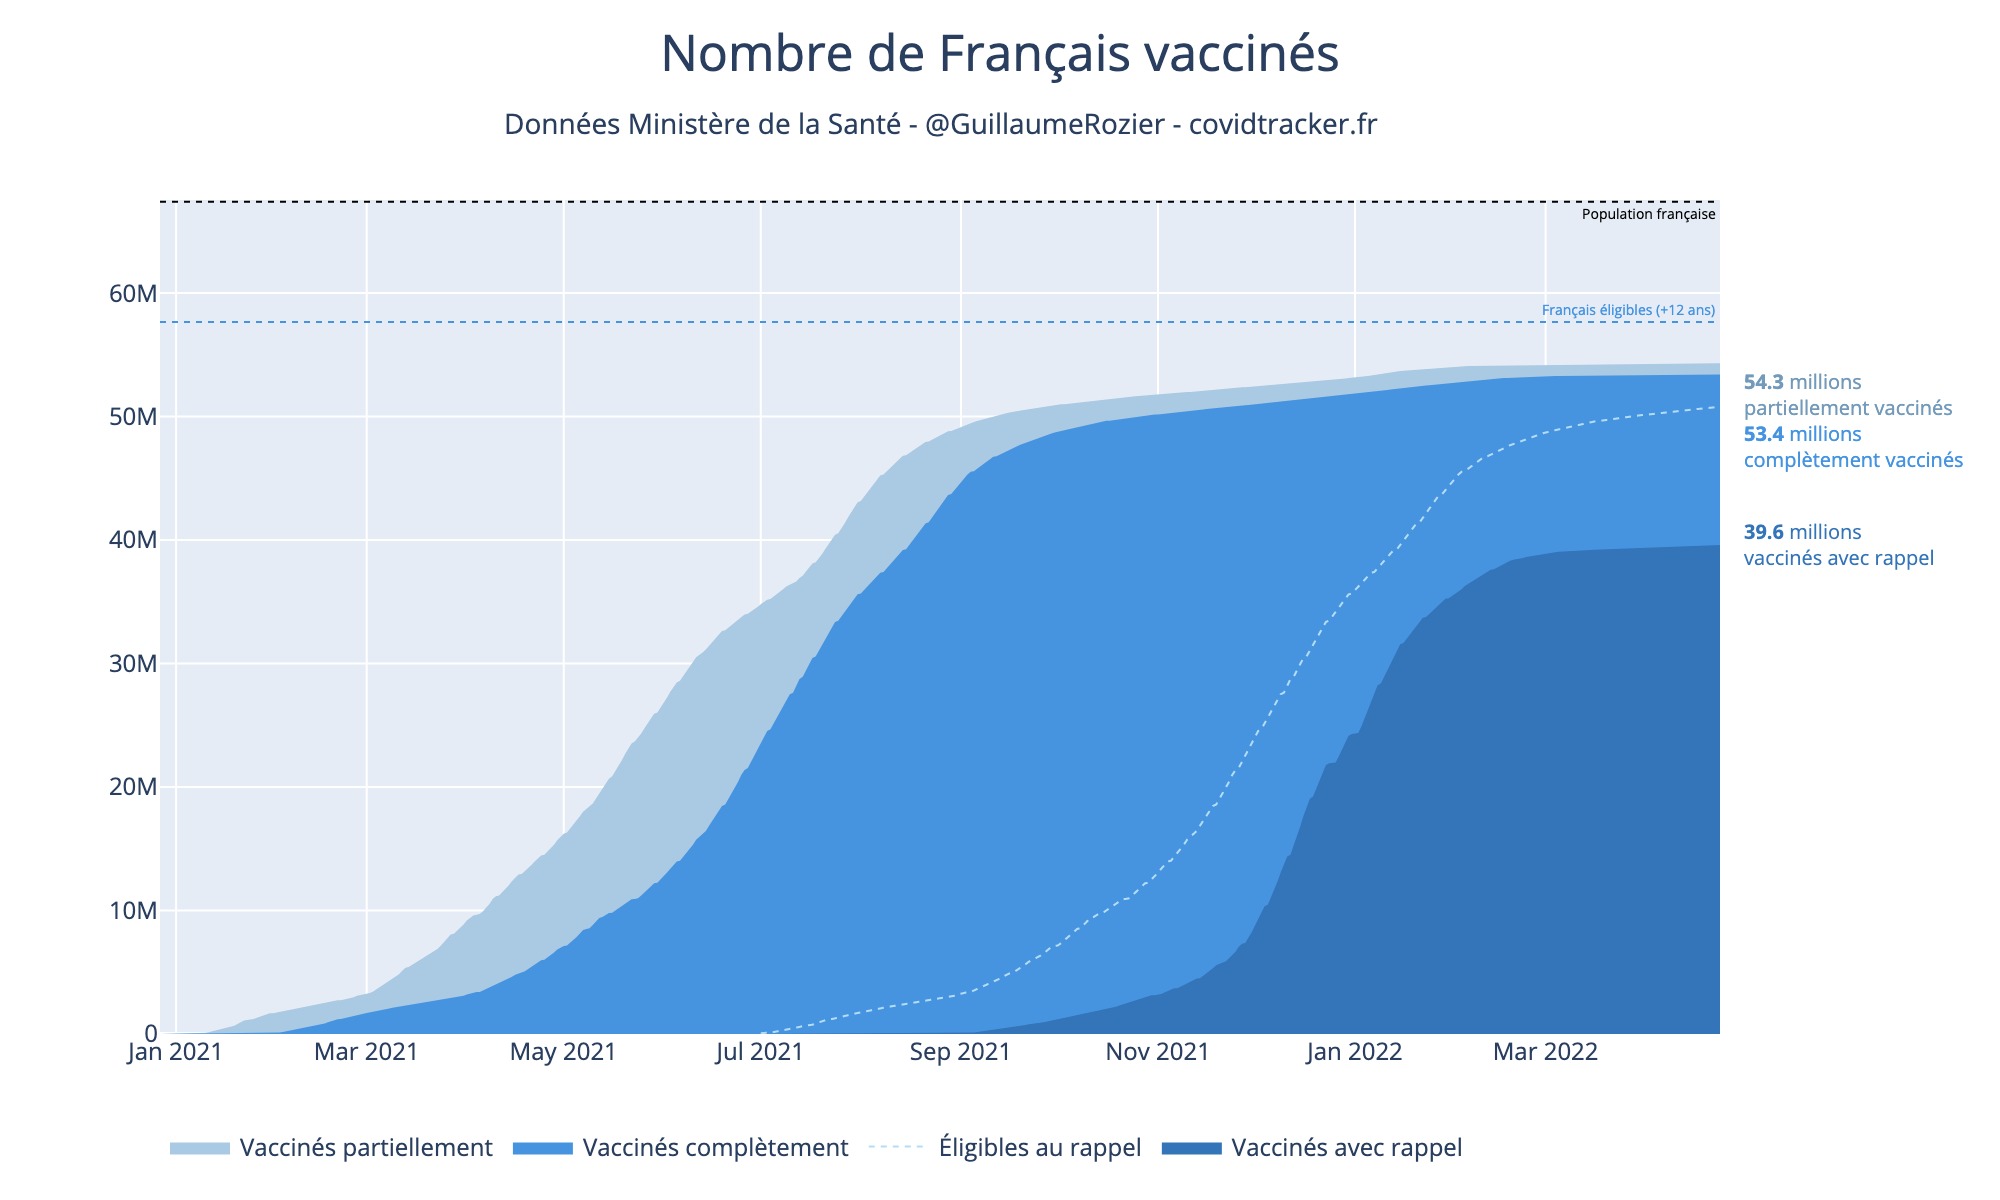 Nombre de Français vaccinés
Données Ministère de la Santé - @GuillaumeRozier - covidtracker.fr
Population française
60M
Français éligibles (+12 ans)
50M
40M
30M
20M
10M
0
54.3 millions
partiellement vaccinés
53.4 millions
complètement vaccinés
39.6 millions
vaccinés avec rappel
Jan 2021 Mar 2021 May 2021 Jul 2021 Sep 2021 Nov 2021 Jan 2022 Mar 2022
Vaccinés partiellement Vaccinés complètement Éligibles au rappel Vaccinés avec rappel